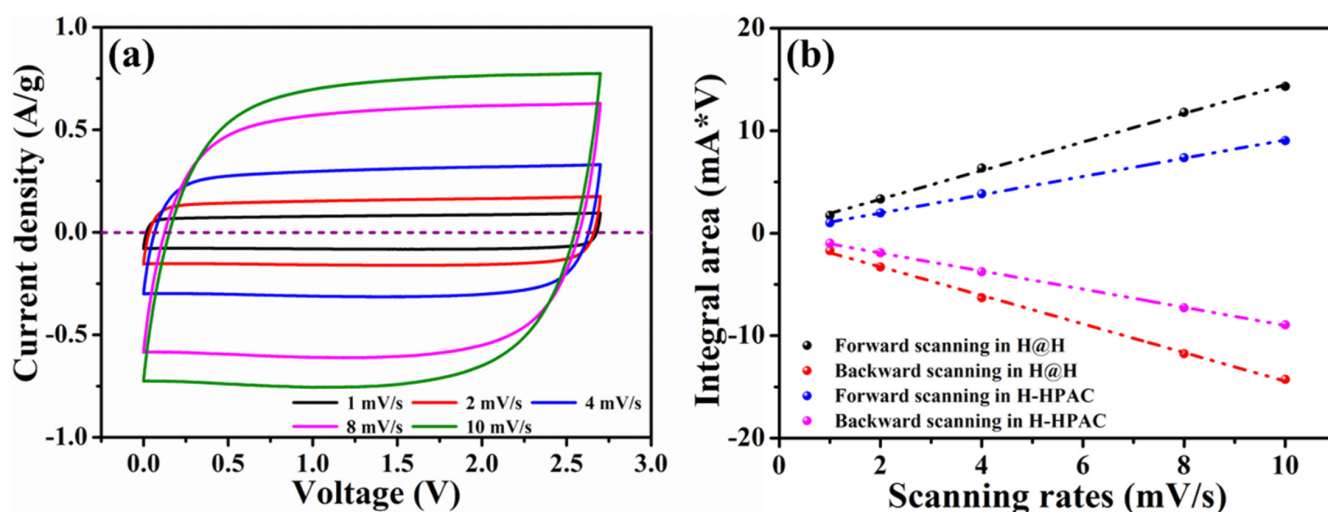 (a)
Current density (A/g)
1.0
0.5
0.0
-0.5
-1.0
1 mV/s 2 mV/s 4 mV/s
8 mV/s 10 mV/s
0.0 0.5 1.0 1.5 2.0 2.5 3.0
Voltage (V)
(b)
Integral area (mA*V)
20
10
0
-10
-20
Forward scanning in H@H
Backward scanning in H@H
Forward scanning in H-HPAC
Backward scanning in H-HPAC
0 2 4 6 8 10
Scanning rates (mV/s)